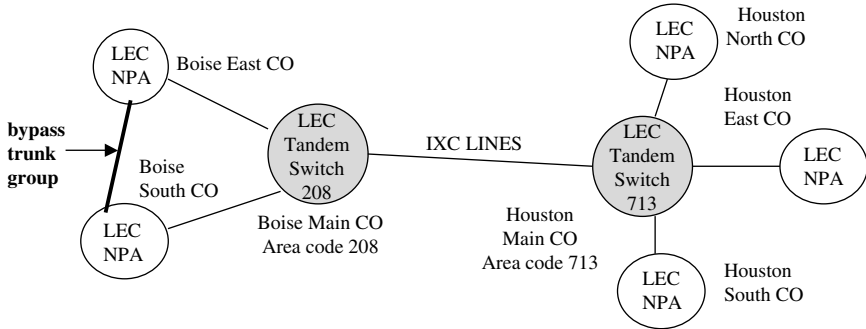 LEC
NPA
Boise East CO
bypass
trunk
group
Boise
South CO
LEC
NPA
LEC
Tandem
Switch
208
Boise Main CO
Area code 208
IXC LINES
Houston
North CO
LEC
NPA
Houston
East CO
LEC
Tandem
Switch
713
LEC
NPA
Houston
Main CO
Area code 713
LEC
NPA
Houston
South CO